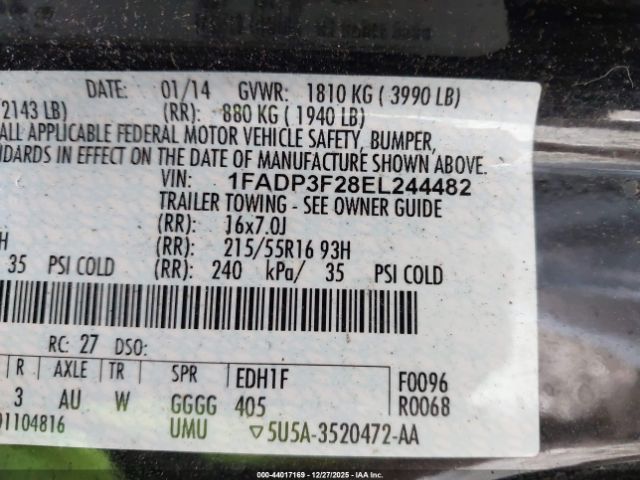 DATE: 01/14 GVWR: 1810 KG ( 3990 LB)
2143 LB) (RR): 880 KG ( 1940 LB)
ALL APPLICABLE FEDERAL MOTOR VEHICLE SAFETY, BUMPER,
NDARDS IN EFFECT ON THE DATE OF MANUFACTURE SHOWN ABOVE.
VIN: 1FADP3F28EL244482
TRAILER TOWING - SEE OWNER GUIDE
(RR): 16x7.0J
H (RR): 215/55R16 93H
35 PSI COLD (RR): 240 kPa/ 35 PSI COLD
RC: 27 DSO:
R AXLE TR SPR EDH1F F0096
3 AU W GGGG 405 R0068
01104816 UMU ▽5U5A-3520472-AA
000-44017169 - 12/27/2025 - IAA Inc.